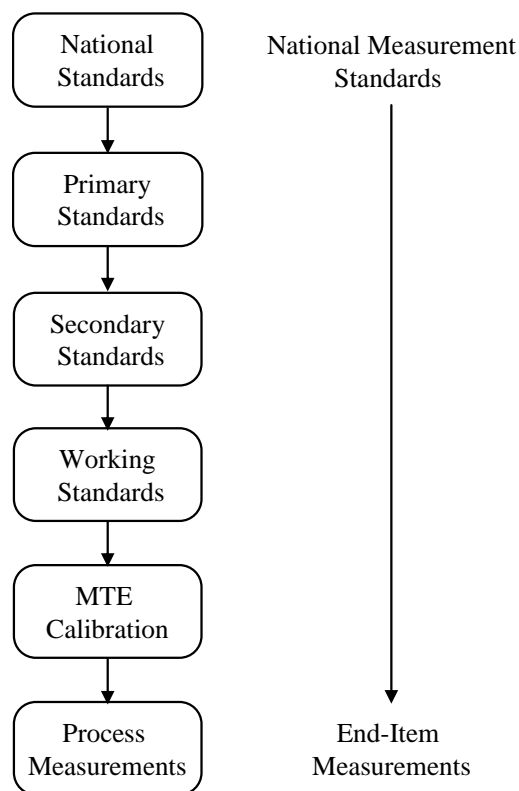 National
Standards
National Measurement
Standards
Primary
Standards
Secondary
Standards
Working
Standards
MTE
Calibration
Process
Measurements
End-Item
Measurements